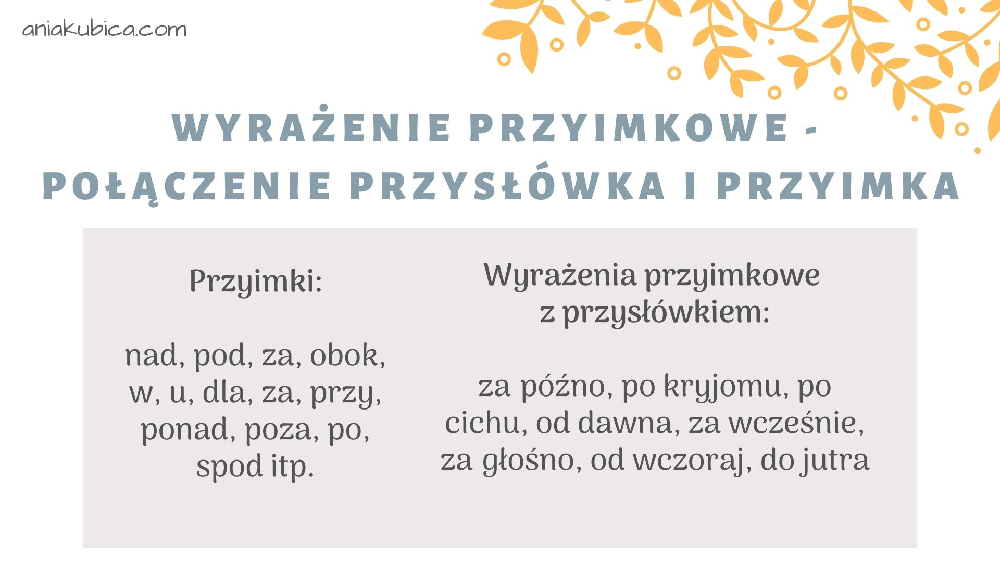 aniakubica.com
WYRAŻENIE PRZYIMKOWE -
POŁĄCZENIE PRZYSŁÓWKA I PRZYIMKA
Przyimki:
nad, pod, za, obok,
w, u, dla, za, przy,
ponad, poza, po,
spod itp.
Wyrażenia przyimkowe
z przysłówkiem:
za późno, po kryjomu, po
cichu, od dawna, za wcześnie,
za głośno, od wczoraj, do jutra